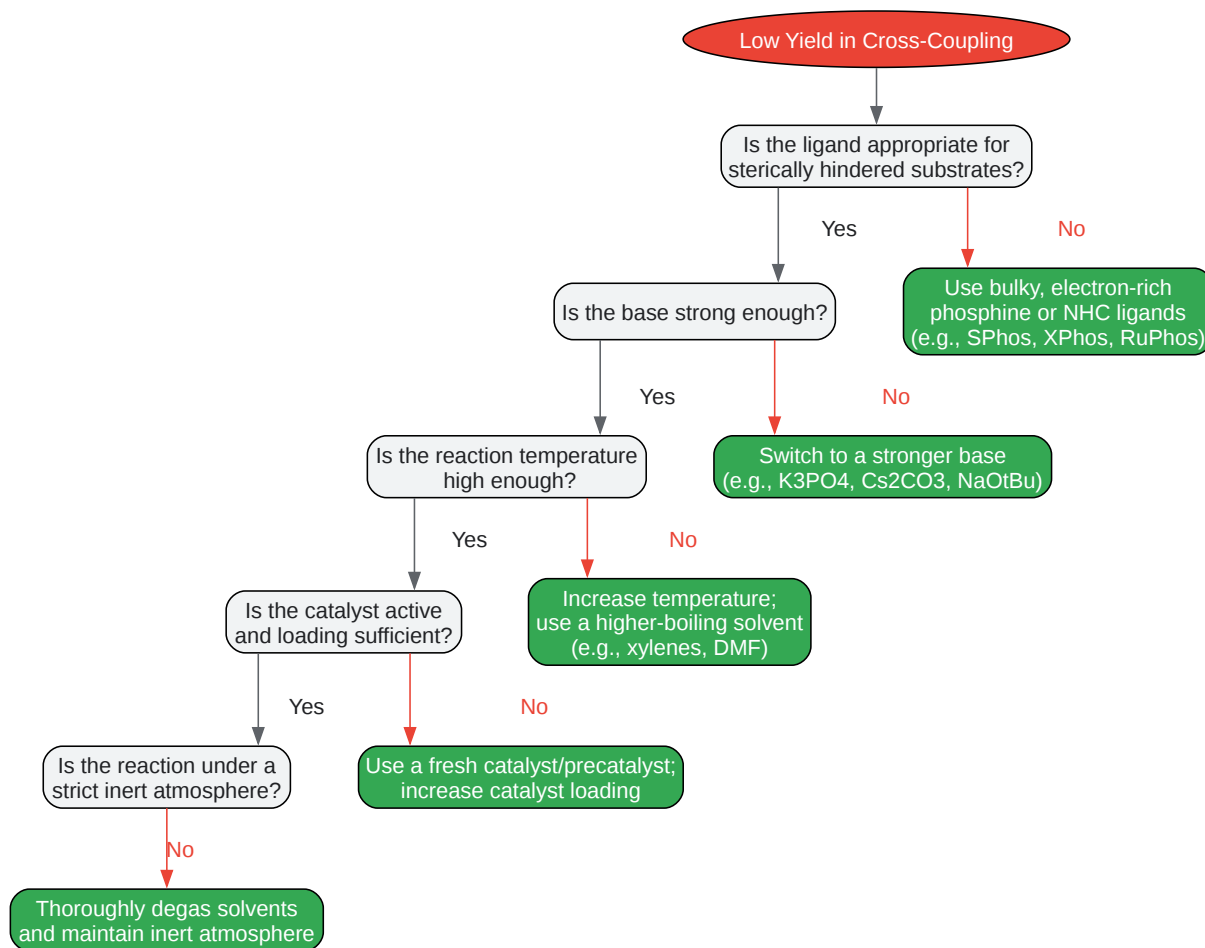 Low Yield in Cross-Coupling
Is the ligand appropriate for
sterically hindered substrates?
Yes
No
Use bulky, electron-rich
phosphine or NHC ligands
(e.g., SPhos, XPhos, RuPhos)
Is the base strong enough?
Yes
No
Switch to a stronger base
(e.g., K3PO4, Cs2CO3, NaOtBu)
Is the reaction temperature
high enough?
Yes
No
Increase temperature;
use a higher-boiling solvent
(e.g., xylenes, DMF)
Is the catalyst active
and loading sufficient?
Yes
No
Use a fresh catalyst/precatalyst;
increase catalyst loading
Is the reaction under a
strict inert atmosphere?
No
Thoroughly degas solvents
and maintain inert atmosphere